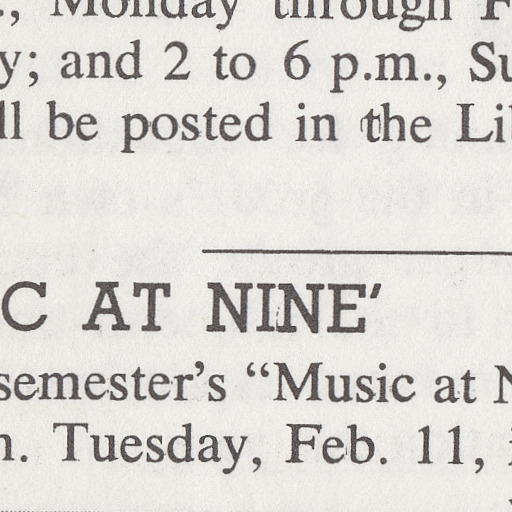 ., Monday through F
y; and 2 to 6 p.m., Su
ll be posted in the Lib
C AT NINE'
semester's “Music at N
n. Tuesday, Feb. 11, i